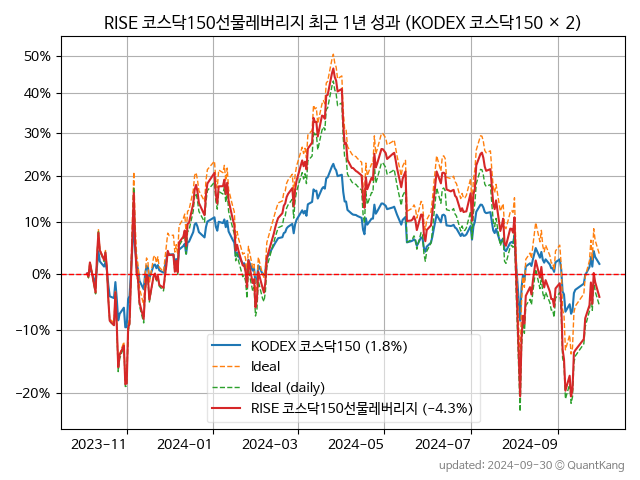 RISE 코스닥150선물레버리지 최근 1년 성과 (KODEX 코스닥150 × 2)
50%
40%
30%
20%
10%
0%
−10%
−20%
KODEX 코스닥150 (1.8%)
Ideal
Ideal (daily)
RISE 코스닥150선물레버리지 (−4.3%)
2023-11 2024-01 2024-03 2024-05 2024-07 2024-09
updated: 2024-09-30 © QuantKang